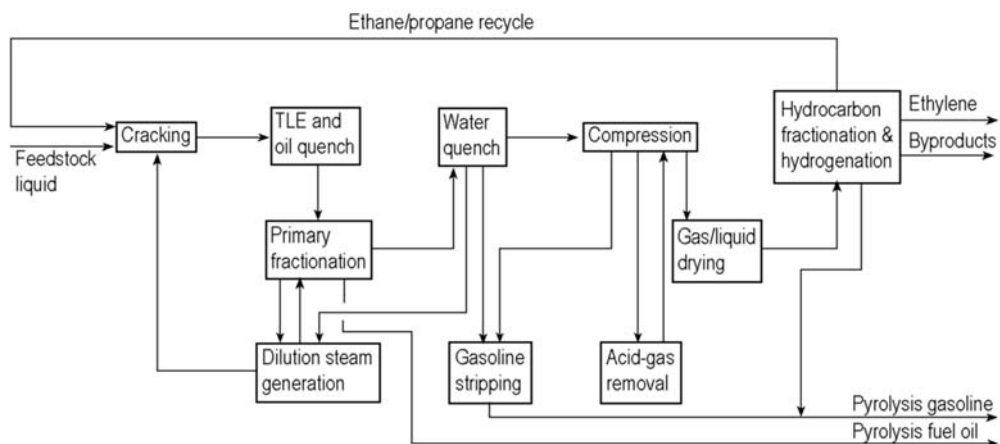 Ethane/propane recycle
Cracking
Feedstock
liquid
TLE and
oil quench
Water
quench
Compression
Hydrocarbon
fractionation &
hydrogenation
Ethylene
Byproducts
Primary
fractionation
Gas/liquid
drying
Dilution steam
generation
Gasoline
stripping
Acid-gas
removal
Pyrolysis gasoline
Pyrolysis fuel oil